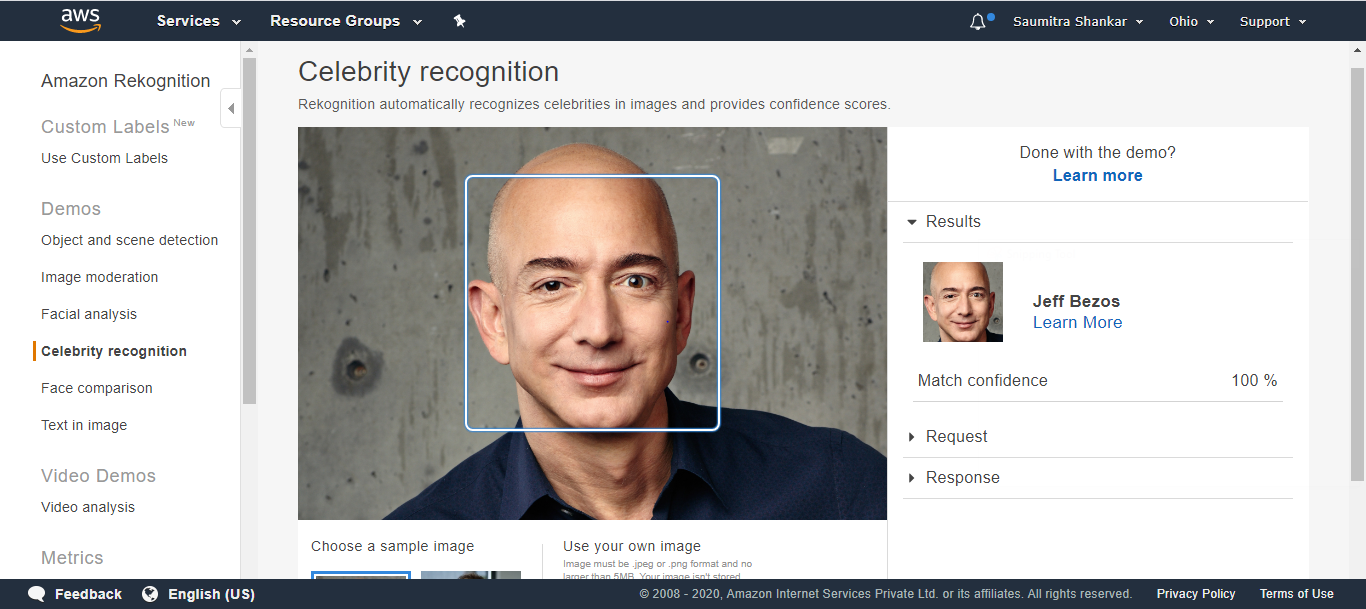 aws
Services
Resource Groups
Saumitra Shankar
Ohio
Support
Amazon Rekognition
Custom Labels New
Use Custom Labels
Demos
Object and scene detection
Image moderation
Facial analysis
Celebrity recognition
Face comparison
Text in image
Video Demos
Video analysis
Metrics
Celebrity recognition
Rekognition automatically recognizes celebrities in images and provides confidence scores.
Choose a sample image
Use your own image
Image must be .jpeg or .png format and no
larger than 5MB. Your image isn't stored.
Done with the demo?
Learn more
Results
Jeff Bezos
Learn More
Match confidence 100 %
Request
Response
Feedback
English (US)
© 2008 - 2020, Amazon Internet Services Private Ltd. or its affiliates. All rights reserved.
Privacy Policy
Terms of Use